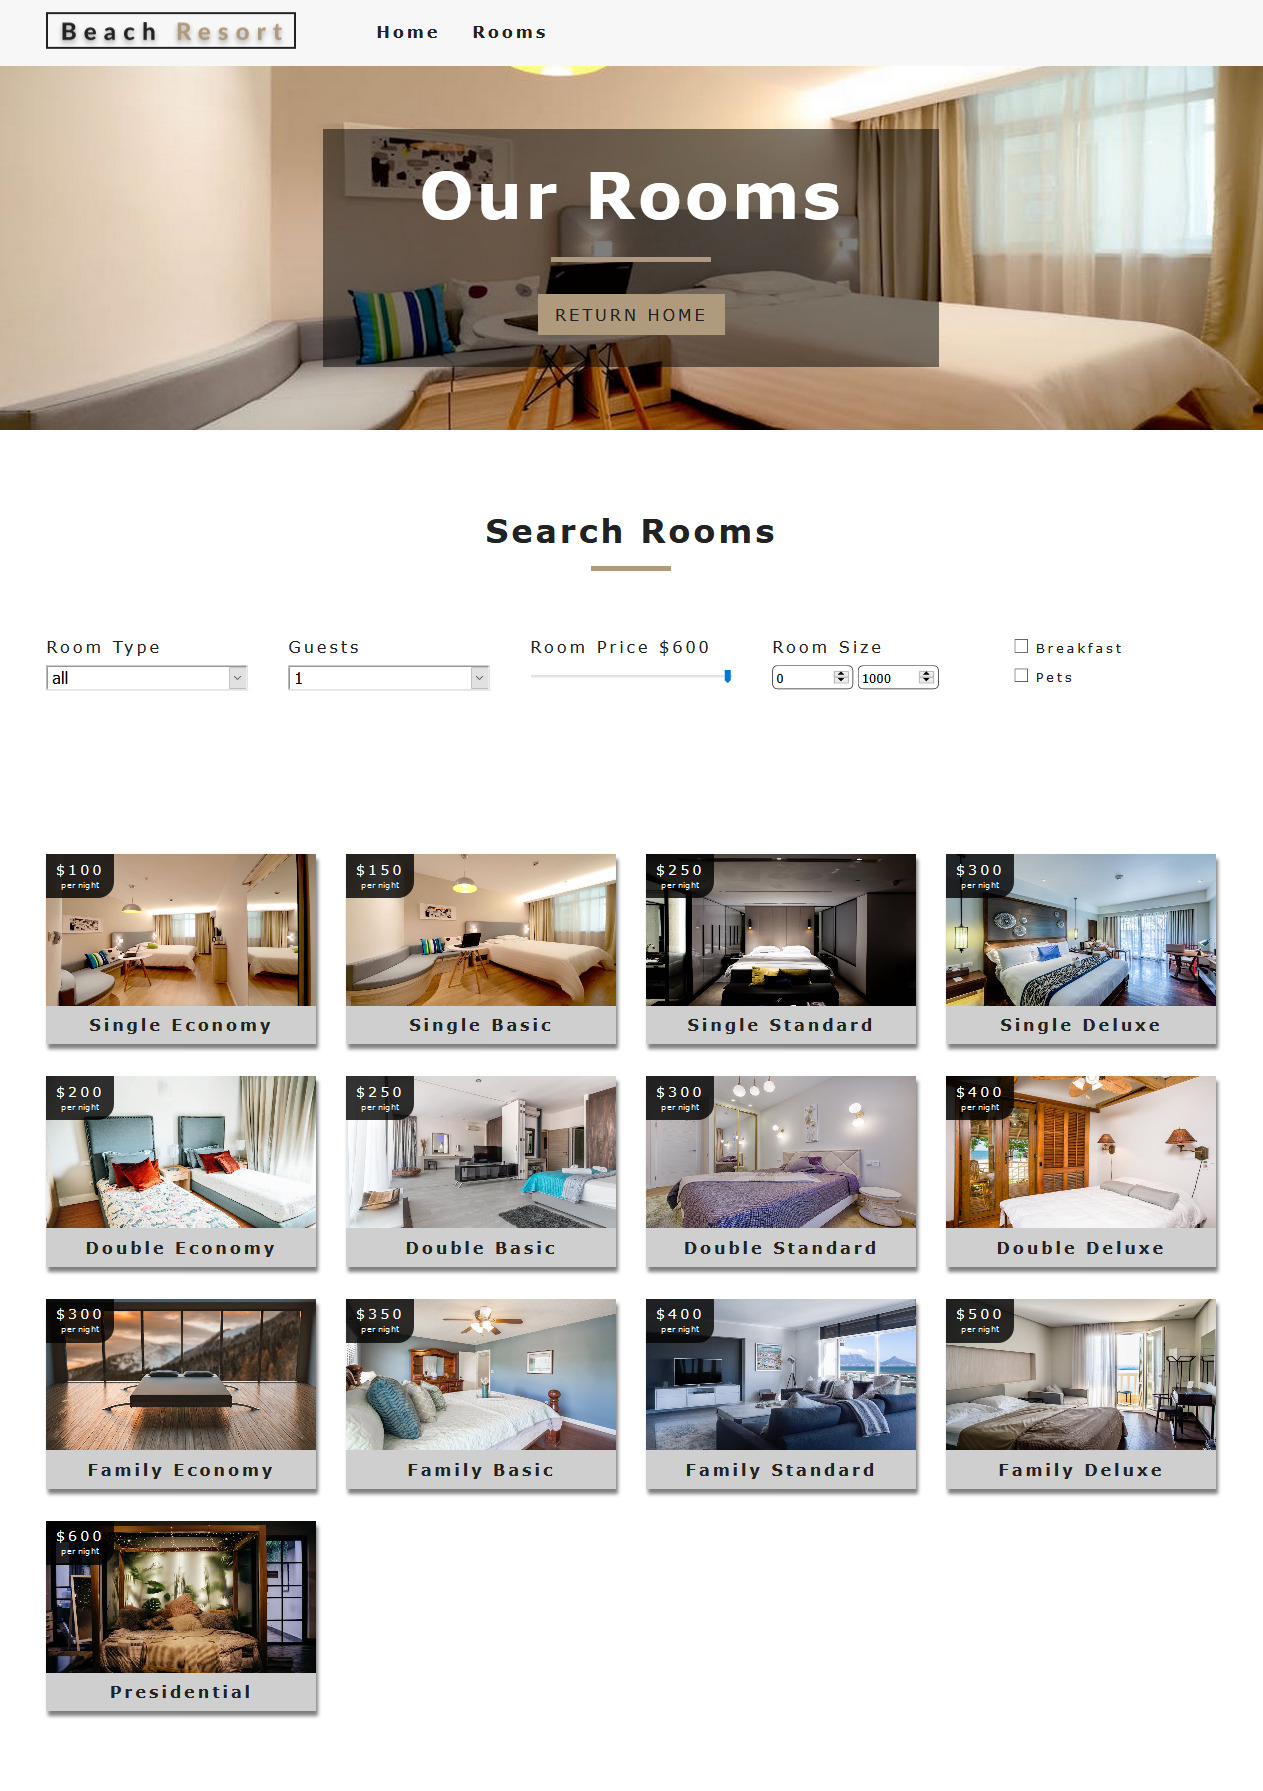 Beach Resort
Home Rooms
Our Rooms
RETURN HOME
Search Rooms
Room Type Guests Room Price $600 Room Size
Breakfast
all 1 0 1000
Pets
$100 $150 $250 $300
per night per night per night per night
Single Economy Single Basic Single Standard Single Deluxe
$200 $250 $300 $400
per night per night per night per night
Double Economy Double Basic Double Standard Double Deluxe
$300 $350 $400 $500
per night per night per night per night
Family Economy Family Basic Family Standard Family Deluxe
$600
per night
Presidential